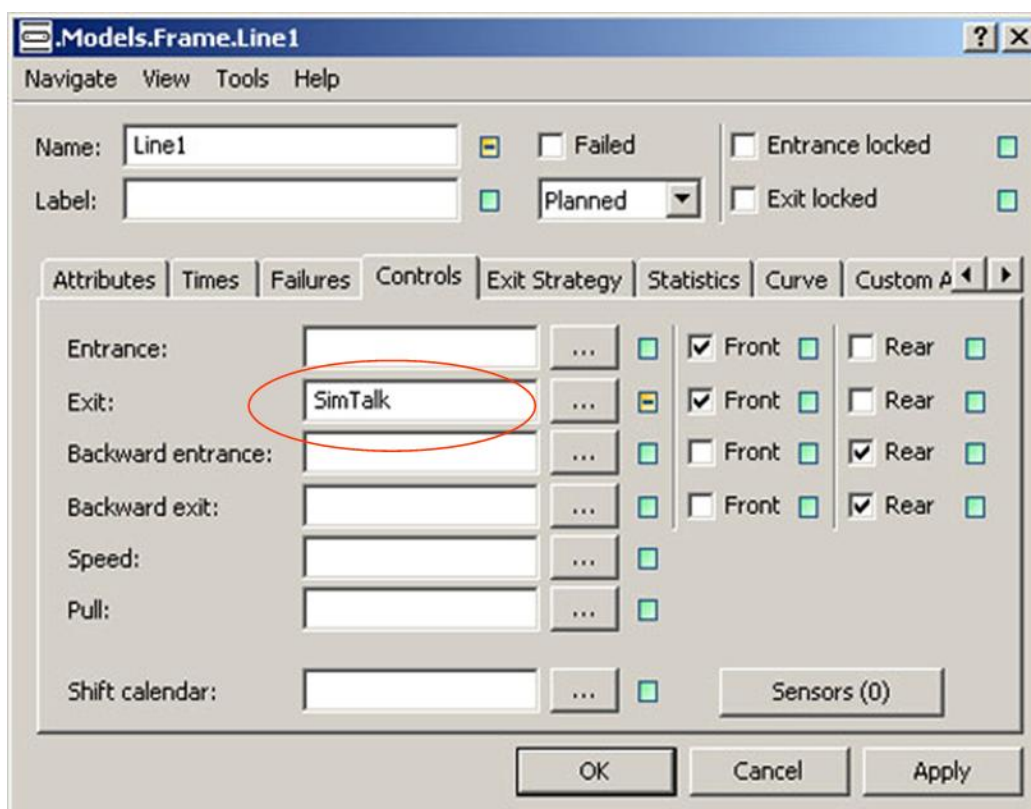 .Models.Frame.Line1
Navigate View Tools Help
Name: Line1 Failed Entrance locked
Label: Planned Exit locked
Attributes Times Failures Controls Exit Strategy Statistics Curve Custom A
Entrance: ... Front Rear
Exit: SimTalk ... Front Rear
Backward entrance: ... Front Rear
Backward exit: ... Front Rear
Speed: ...
Pull: ...
Shift calendar: ... Sensors (0)
OK Cancel Apply